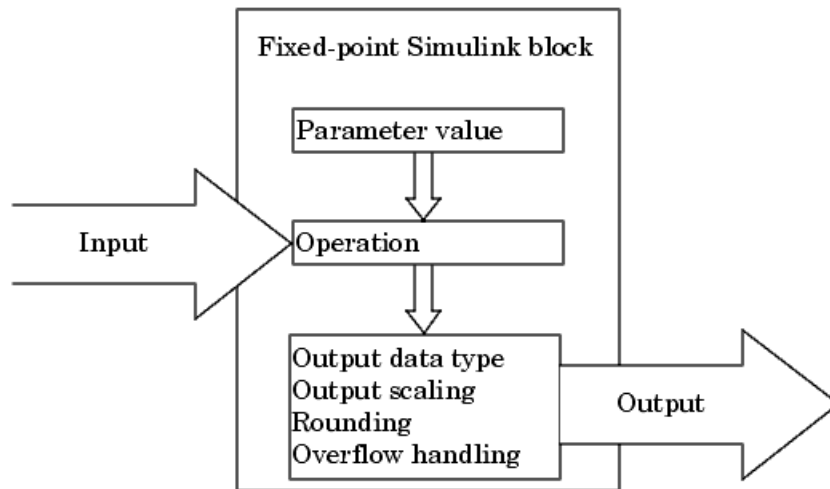 Fixed-point Simulink block
Parameter value
Input
Operation
Output data type
Output scaling
Rounding
Overflow handling
Output